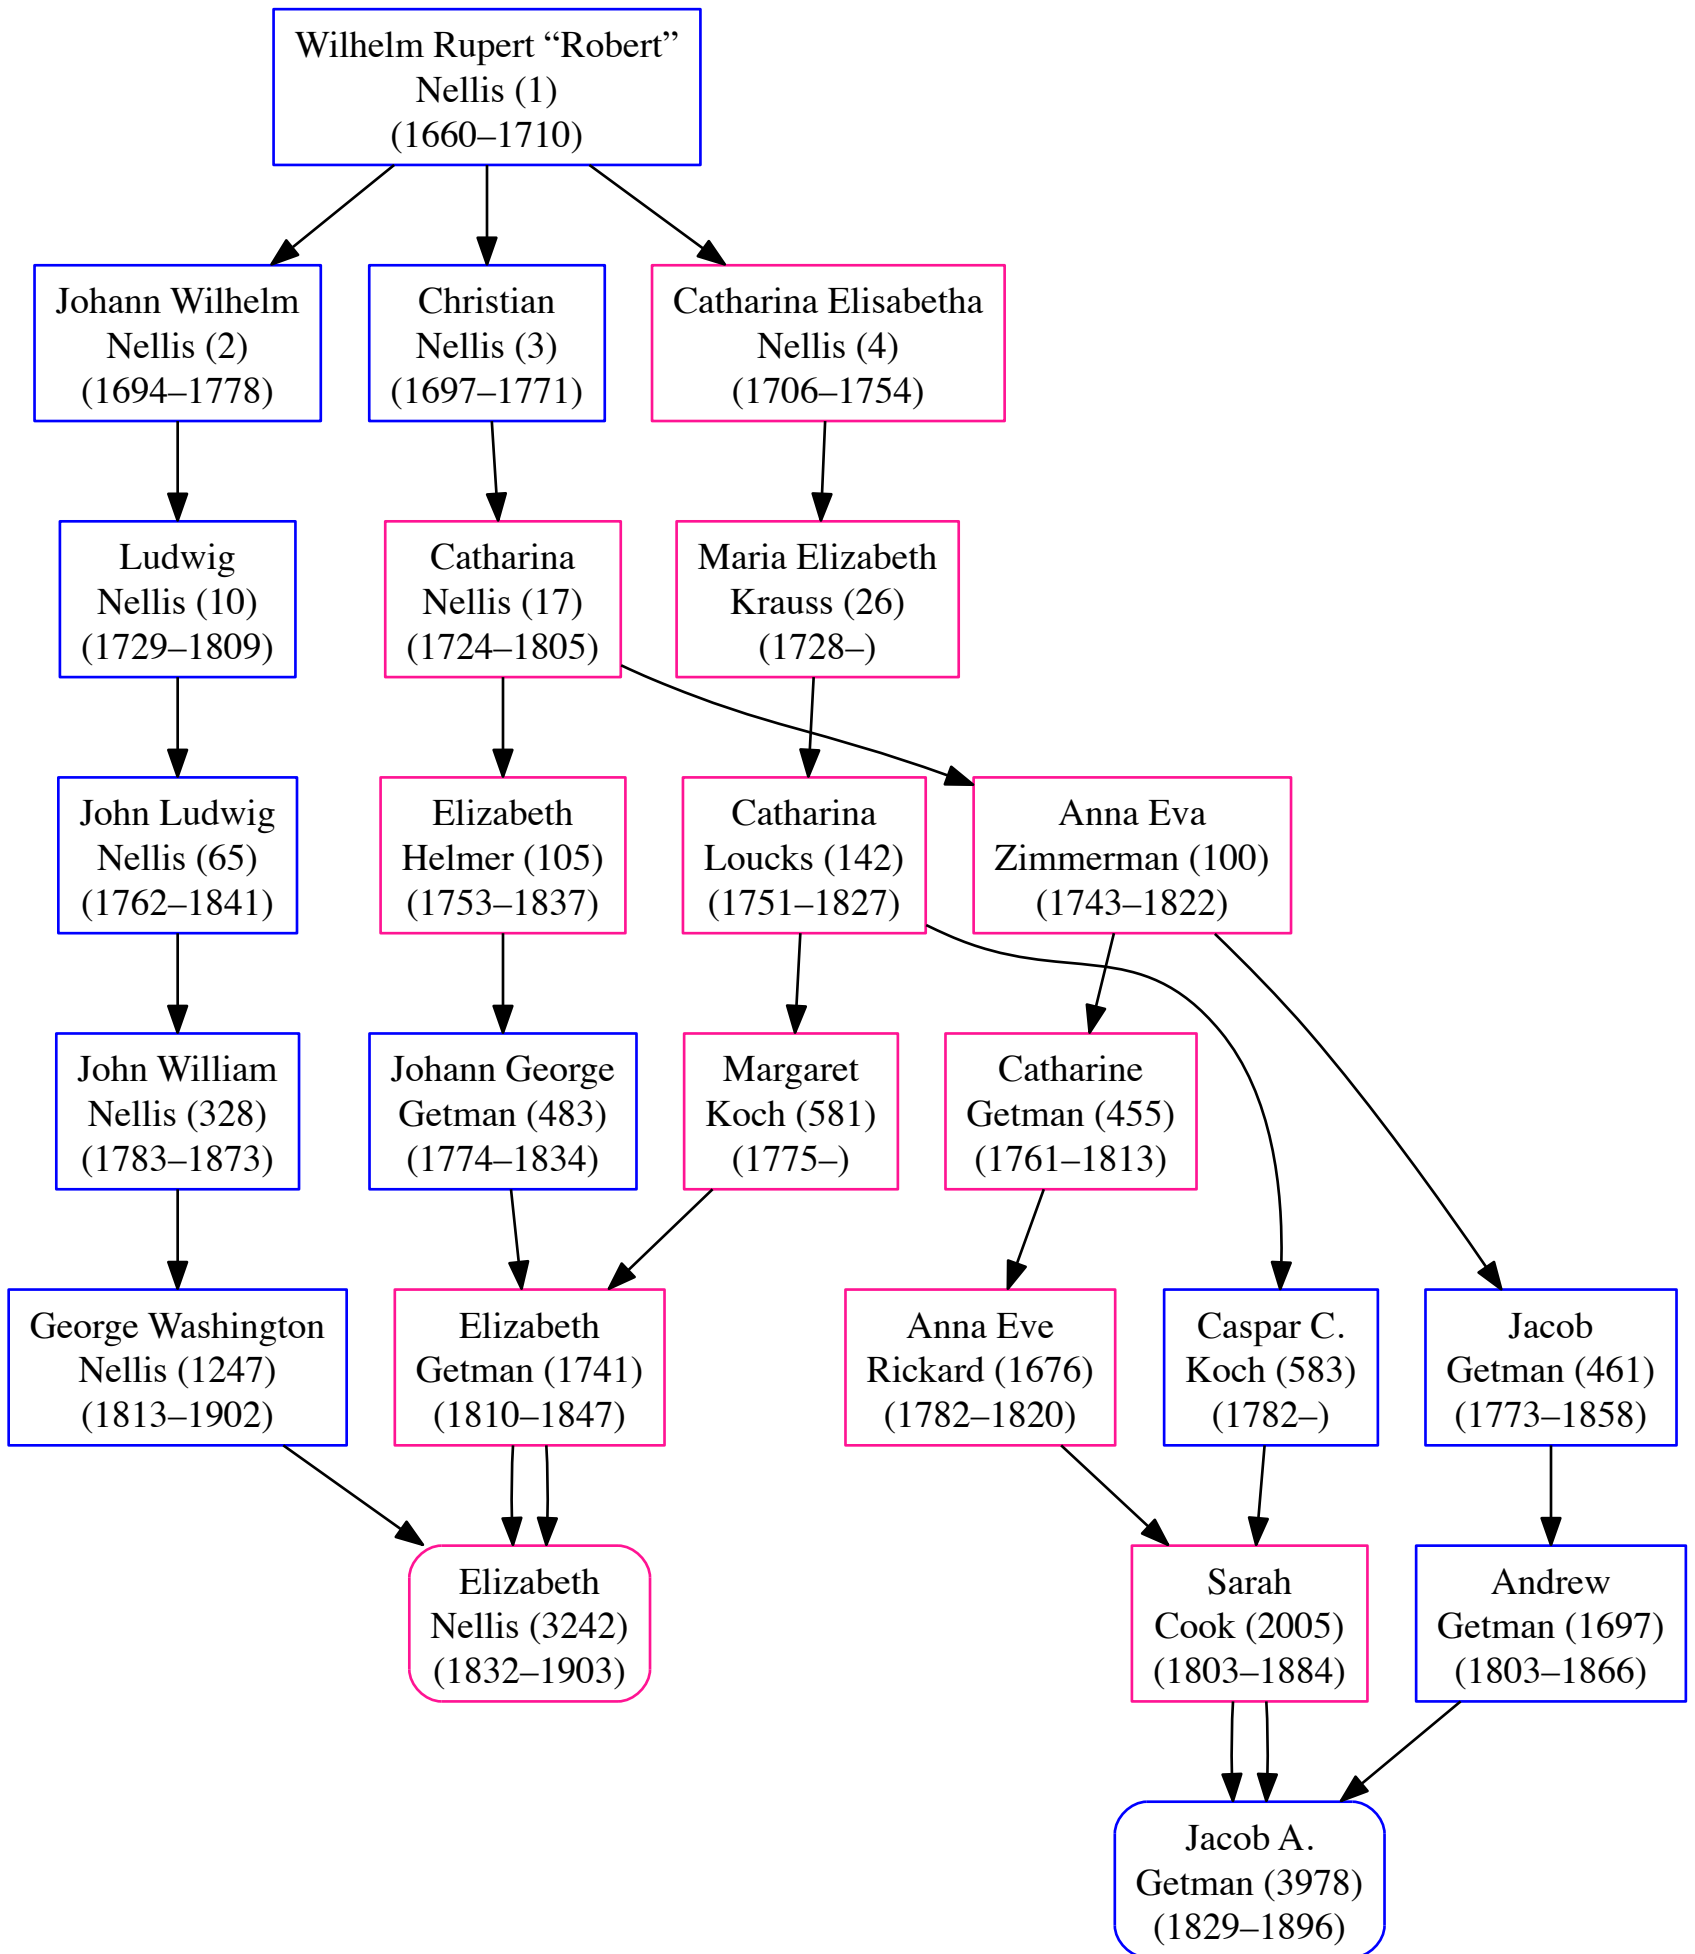 Wilhelm Rupert “Robert”
Nellis (1)
(1660–1710)
Johann Wilhelm
Nellis (2)
(1694–1778)
Christian
Nellis (3)
(1697–1771)
Catharina Elisabetha
Nellis (4)
(1706–1754)
Ludwig
Nellis (10)
(1729–1809)
Catharina
Nellis (17)
(1724–1805)
Maria Elizabeth
Krauss (26)
(1728–)
John Ludwig
Nellis (65)
(1762–1841)
Elizabeth
Helmer (105)
(1753–1837)
Catharina
Loucks (142)
(1751–1827)
Anna Eva
Zimmerman (100)
(1743–1822)
John William
Nellis (328)
(1783–1873)
Johann George
Getman (483)
(1774–1834)
Margaret
Koch (581)
(1775–)
Catharine
Getman (455)
(1761–1813)
George Washington
Nellis (1247)
(1813–1902)
Elizabeth
Getman (1741)
(1810–1847)
Anna Eve
Rickard (1676)
(1782–1820)
Caspar C.
Koch (583)
(1782–)
Jacob
Getman (461)
(1773–1858)
Elizabeth
Nellis (3242)
(1832–1903)
Sarah
Cook (2005)
(1803–1884)
Andrew
Getman (1697)
(1803–1866)
Jacob A.
Getman (3978)
(1829–1896)